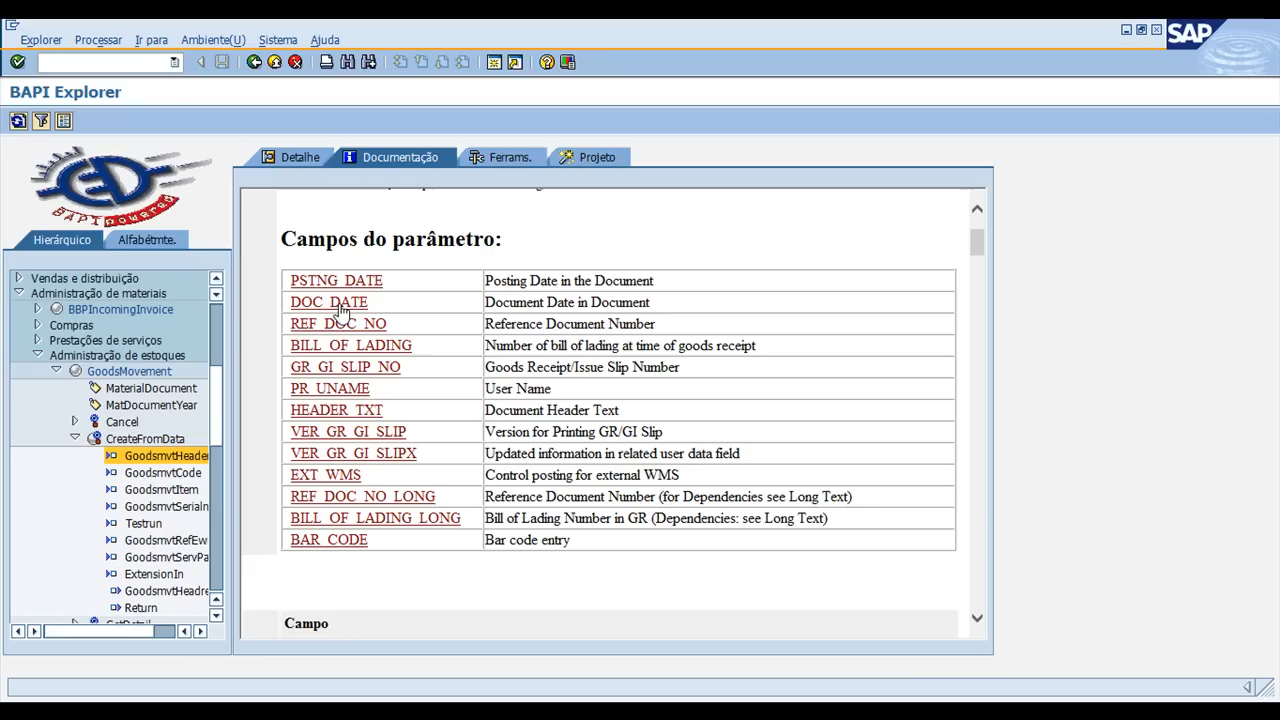 Explorer Processar Ir para Ambiente(U) Sistema Ajuda
SAP
BAPI Explorer
Detalhe Documentação Ferrams. Projeto
BAPIpowered
Hierárquico Alfabétmte.
Vendas e distribuição
Administração de materiais
BBPIncomingInvoice
Compras
Prestações de serviços
Administração de estoques
GoodsMovement
MaterialDocument
MatDocumentYear
Cancel
CreateFromData
GoodsmvtHeader
GoodsmvtCode
GoodsmvtItem
GoodsmvtSerialn
Testrun
GoodsmvtRefEw
GoodsmvtServPa
ExtensionIn
GoodsmvtHeadre
Return
Campos do parâmetro:
PSTNG_DATE Posting Date in the Document
DOC_DATE Document Date in Document
REF_DOC_NO Reference Document Number
BILL_OF_LADING Number of bill of lading at time of goods receipt
GR_GI_SLIP_NO Goods Receipt/Issue Slip Number
PR_UNAME User Name
HEADER_TXT Document Header Text
VER_GR_GI_SLIP Version for Printing GR/GI Slip
VER_GR_GI_SLIPX Updated information in related user data field
EXT_WMS Control posting for external WMS
REF_DOC_NO_LONG Reference Document Number (for Dependencies see Long Text)
BILL_OF_LADING_LONG Bill of Lading Number in GR (Dependencies: see Long Text)
BAR_CODE Bar code entry
Campo